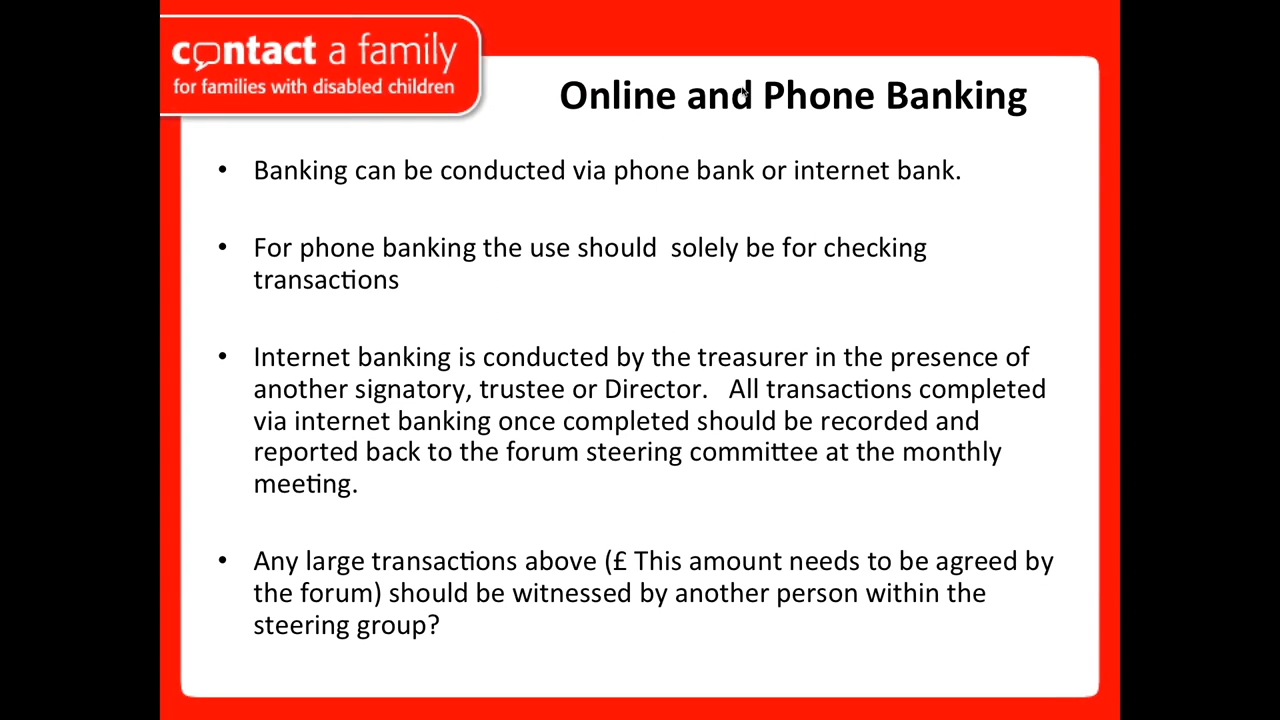 contact a family
for families with disabled children
Online and Phone Banking
• Banking can be conducted via phone bank or internet bank.
• For phone banking the use should  solely be for checking
transactions
• Internet banking is conducted by the treasurer in the presence of
another signatory, trustee or Director.   All transactions completed
via internet banking once completed should be recorded and
reported back to the forum steering committee at the monthly
meeting.
• Any large transactions above (£ This amount needs to be agreed by
the forum) should be witnessed by another person within the
steering group?